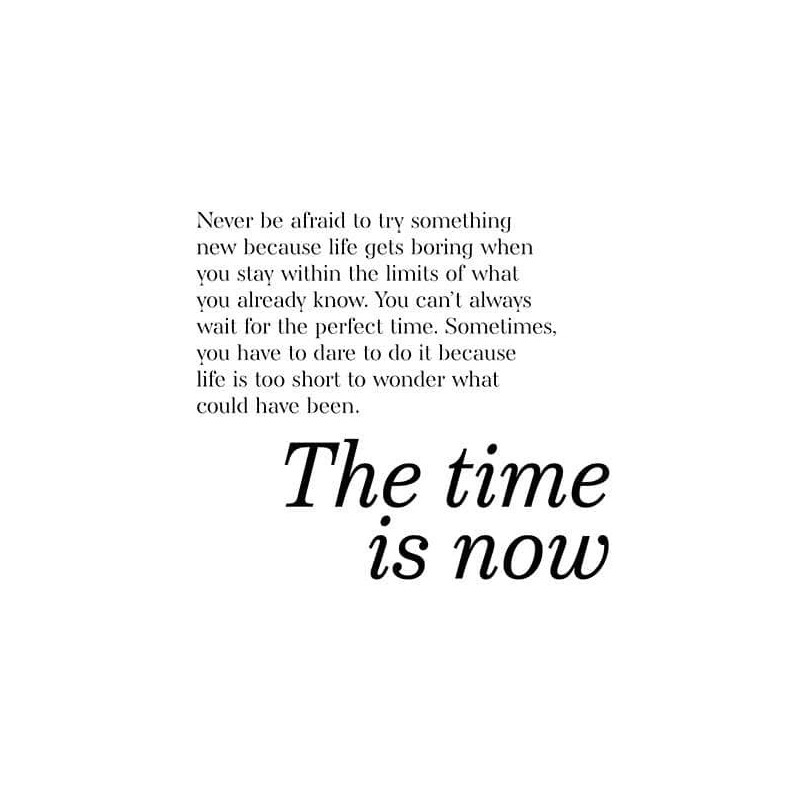 Never be afraid to try something
new because life gets boring when
you stay within the limits of what
you already know. You can't always
wait for the perfect time. Sometimes,
you have to dare to do it because
life is too short to wonder what
could have been.
The time
is now